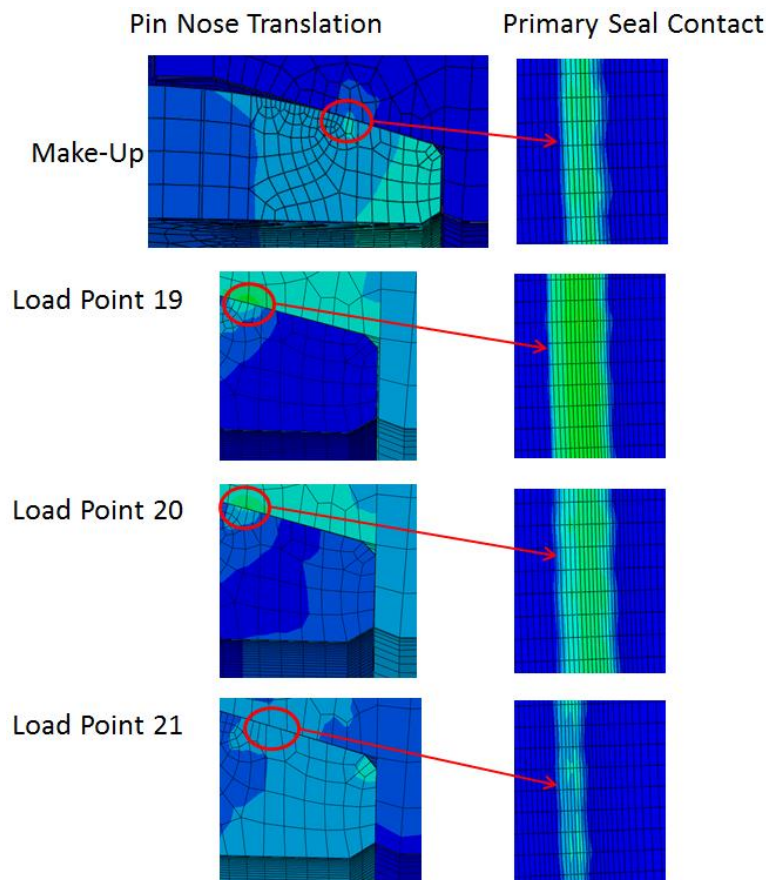 Pin Nose Translation
Primary Seal Contact
Make-Up
Load Point 19
Load Point 20
Load Point 21